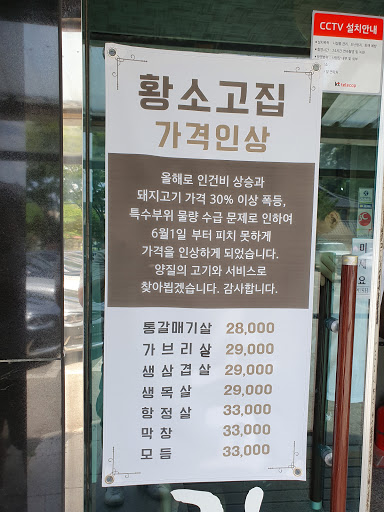 황소고집
가격인상
올해로 인건비 상승과
돼지고기 가격 30% 이상 폭등,
특수부위 물량 수급 문제로 인하여
6월1일 부터 피치 못하게
가격을 인상하게 되었습니다.
양질의 고기와 서비스로
찾아뵙겠습니다. 감사합니다.
통갈매기살 28,000
가브리살 29,000
생삼겹살 29,000
생목살 29,000
항정살 33,000
막창 33,000
모듬 33,000
CCTV 설치안내
kt telecop